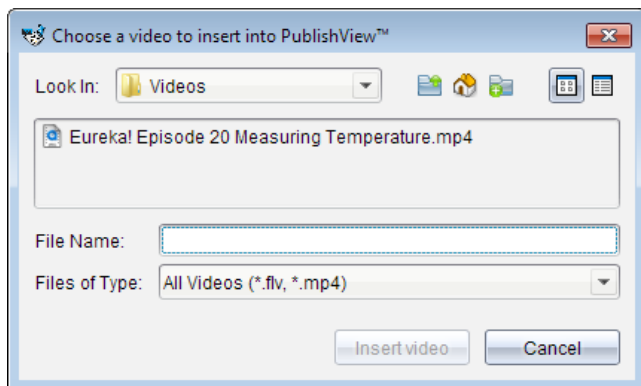 Choose a video to insert into PublishView™
Look In: Videos
Eureka! Episode 20 Measuring Temperature.mp4
File Name:
Files of Type: All Videos (*.flv, *.mp4)
Insert video Cancel